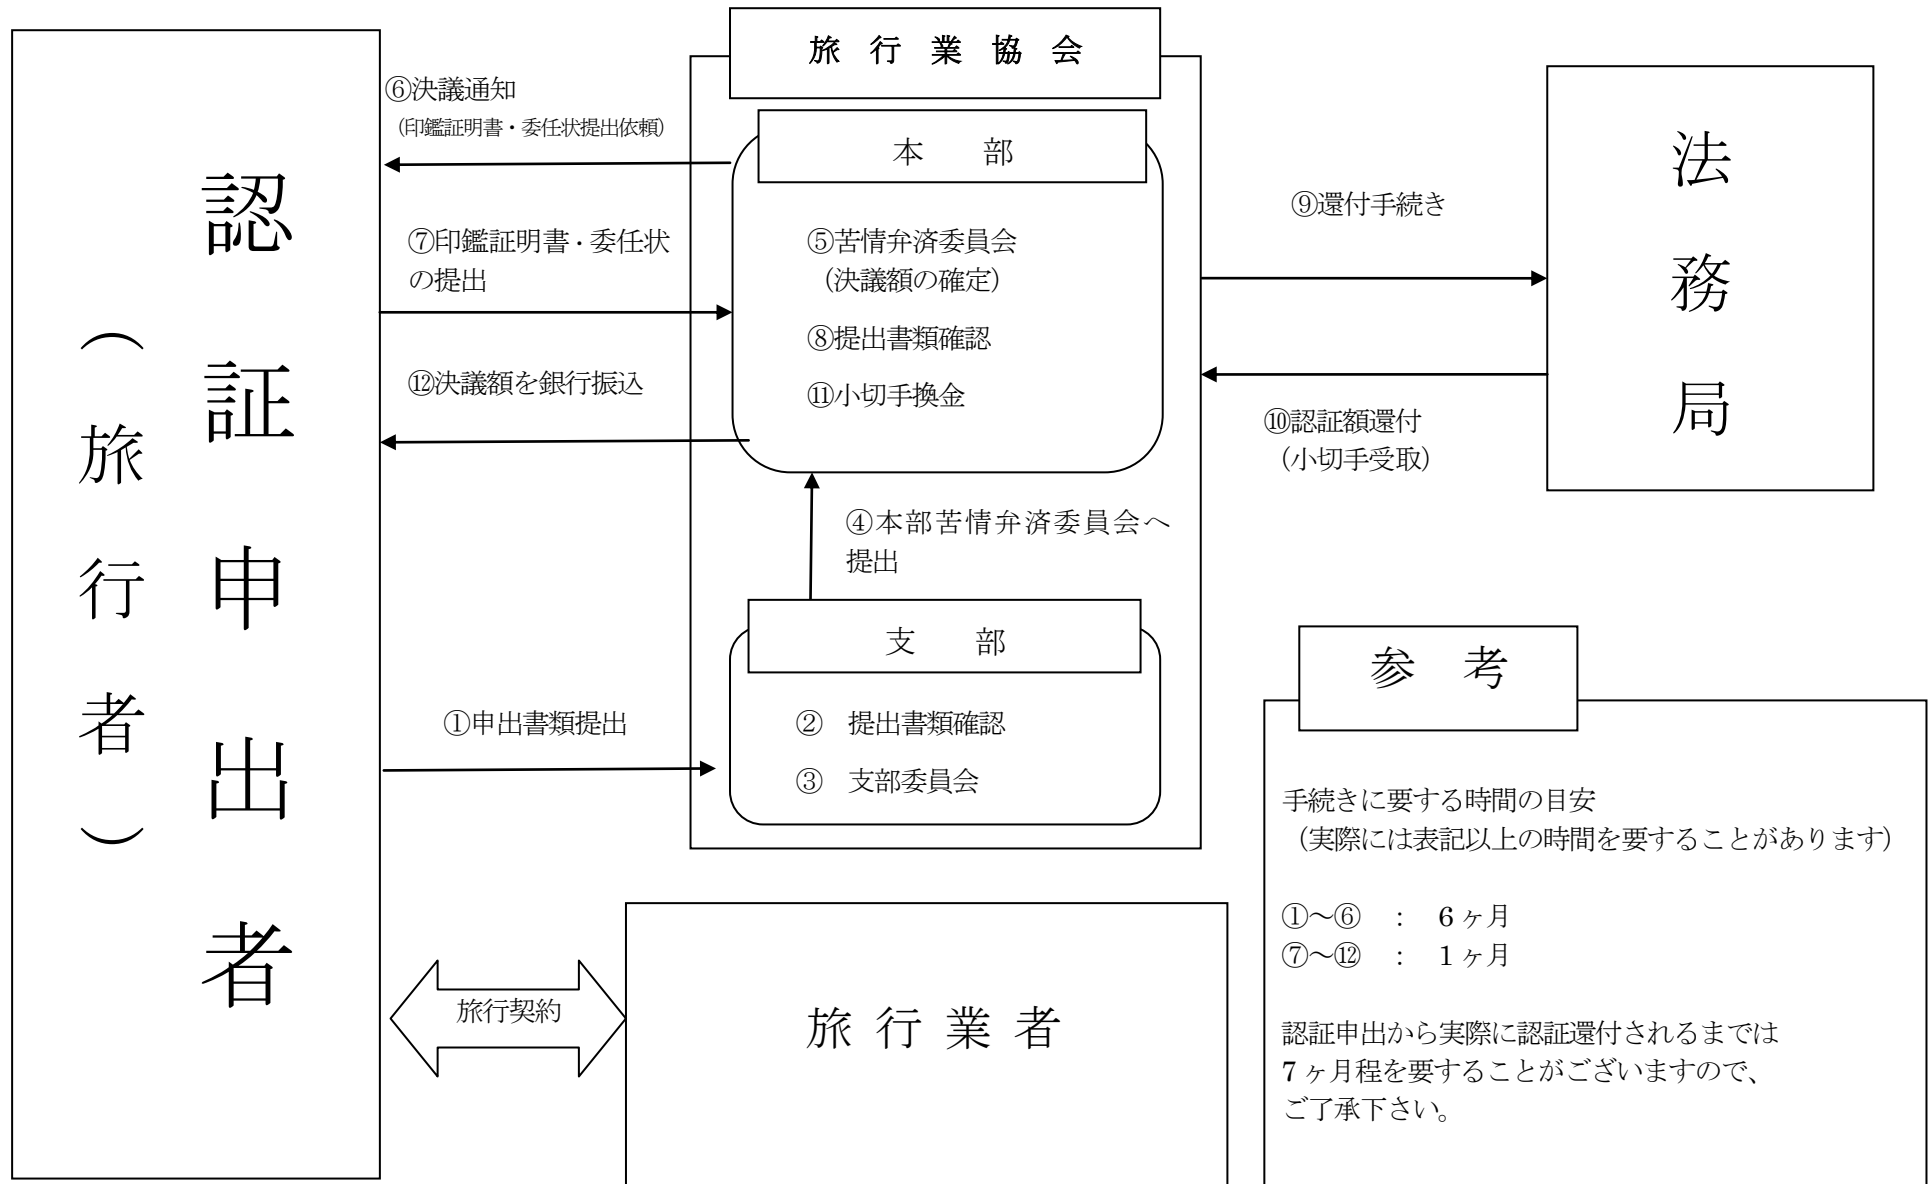 認証申出者
(旅行者)
旅行業協会
⑥決議通知
(印鑑証明書・委任状提出依頼)
⑦印鑑証明書・委任状
の提出
⑫決議額を銀行振込
①申出書類提出
本 部
⑤苦情弁済委員会
(決議額の確定)
⑧提出書類確認
⑪小切手換金
④本部苦情弁済委員会へ
提出
支 部
② 提出書類確認
③ 支部委員会
⑨還付手続き
⑩認証額還付
(小切手受取)
法務局
旅行契約
旅行業者
参 考
手続きに要する時間の目安
(実際には表記以上の時間を要することがあります)
①~⑥ : 6ヶ月
⑦~⑫ : 1ヶ月
認証申出から実際に認証還付されるまでは
7ヶ月程を要することがございますので、
ご了承下さい。